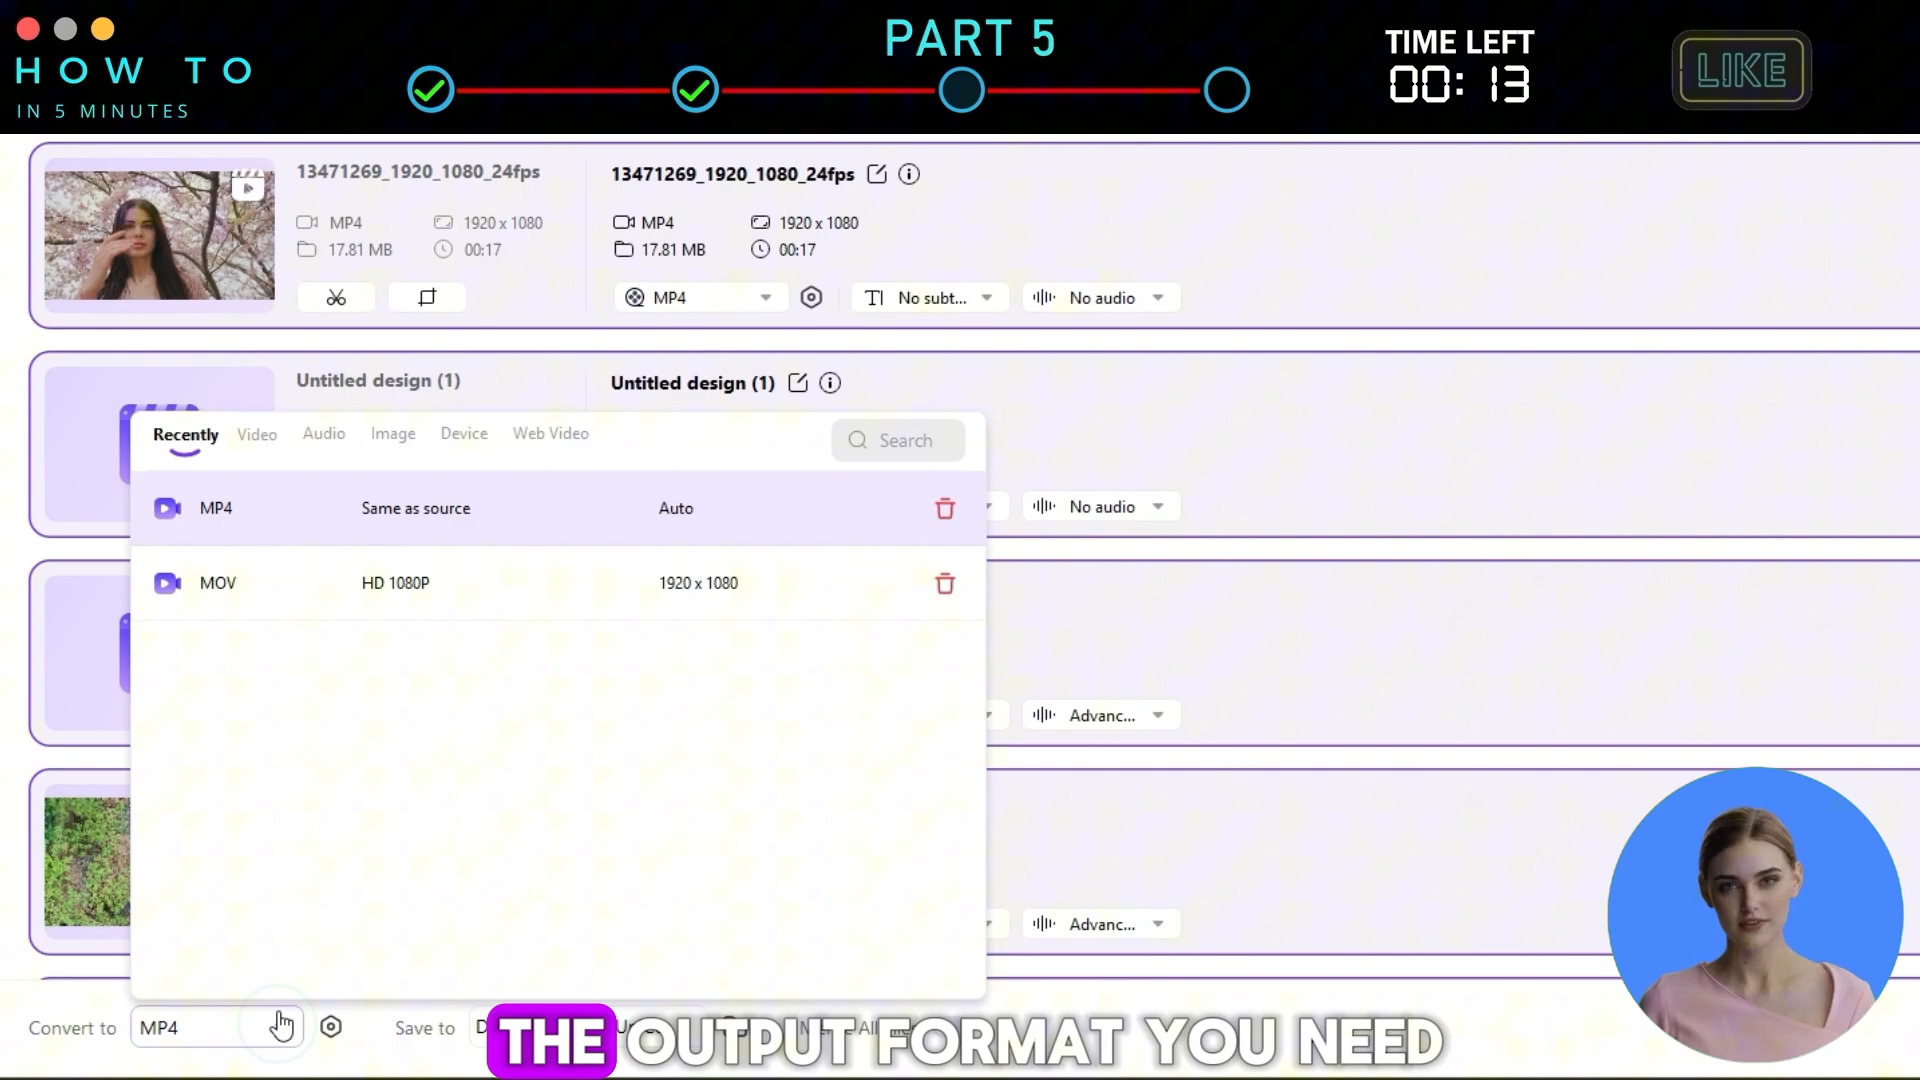 PART 5
HOW TO
IN 5 MINUTES
TIME LEFT
00:13
LIKE
13471269_1920_1080_24fps
MP4 1920 x 1080
17.81 MB 00:17
13471269_1920_1080_24fps
MP4 1920 x 1080
17.81 MB 00:17
MP4 No subt... No audio
Untitled design (1)
Untitled design (1)
No audio
Recently Video Audio Image Device Web Video Search
MP4 Same as source Auto
MOV HD 1080P 1920 x 1080
Advanc...
Advanc...
Convert to MP4 Save to
THE OUTPUT FORMAT YOU NEED